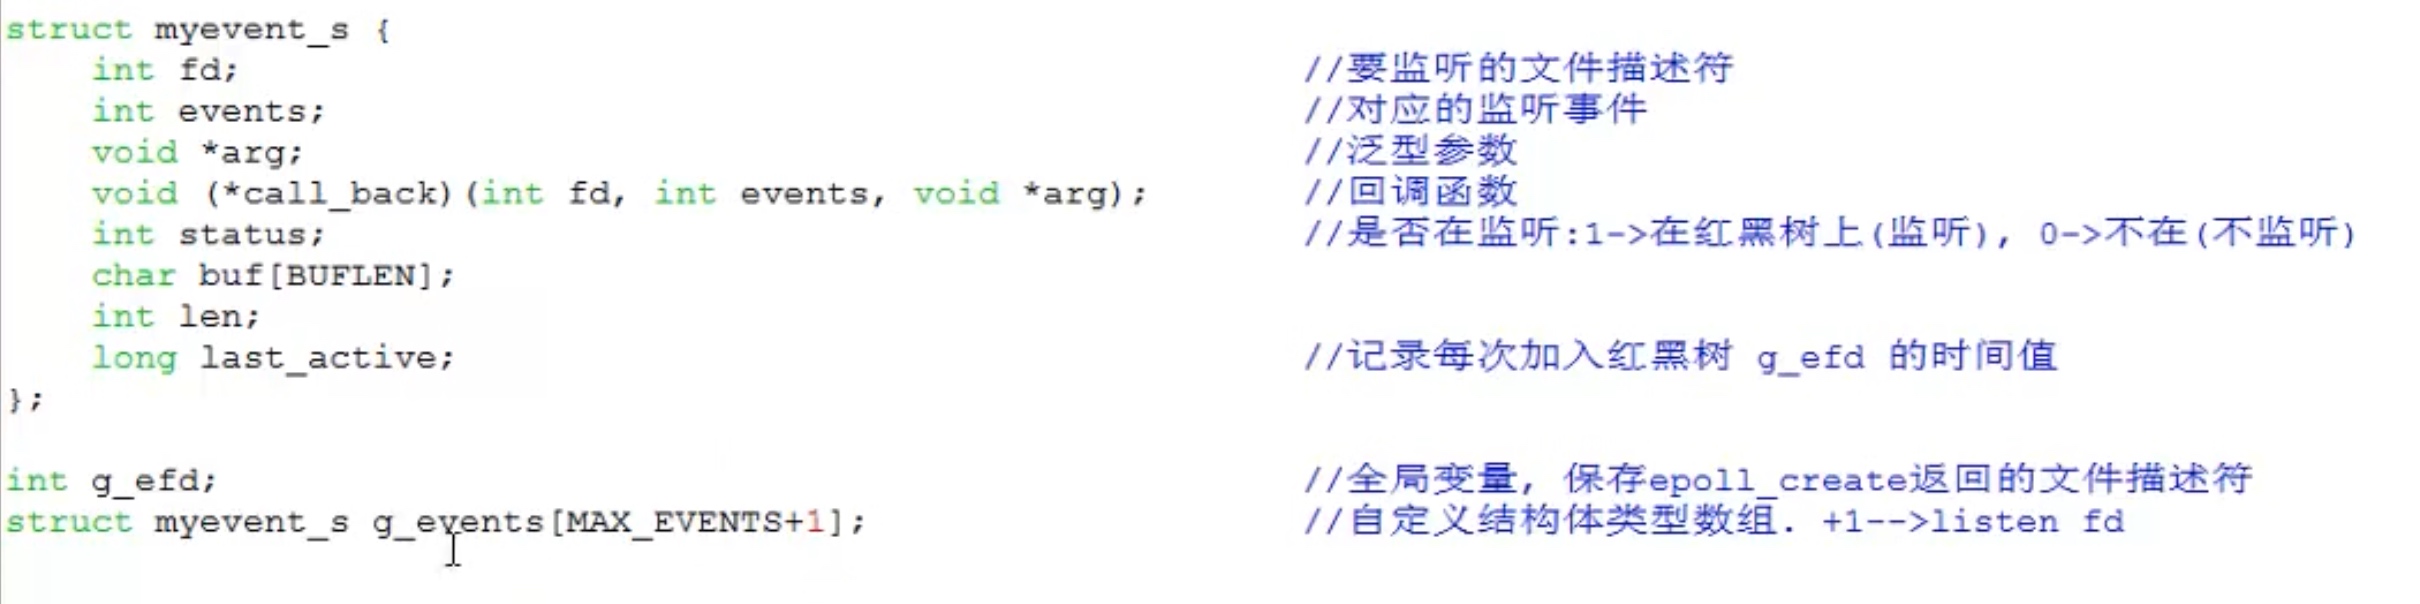 struct myevent_s {
    int fd; //要监听的文件描述符
    int events; //对应的监听事件
    void *arg; //泛型参数
    void (*call_back)(int fd, int events, void *arg); //回调函数
    int status; //是否在监听:1->在红黑树上(监听), 0->不在(不监听)
    char buf[BUFLEN];
    int len;
    long last_active; //记录每次加入红黑树 g_efd 的时间值
};
int g_efd; //全局变量, 保存epoll_create返回的文件描述符
struct myevent_s g_events[MAX_EVENTS+1]; //自定义结构体类型数组. +1-->listen fd